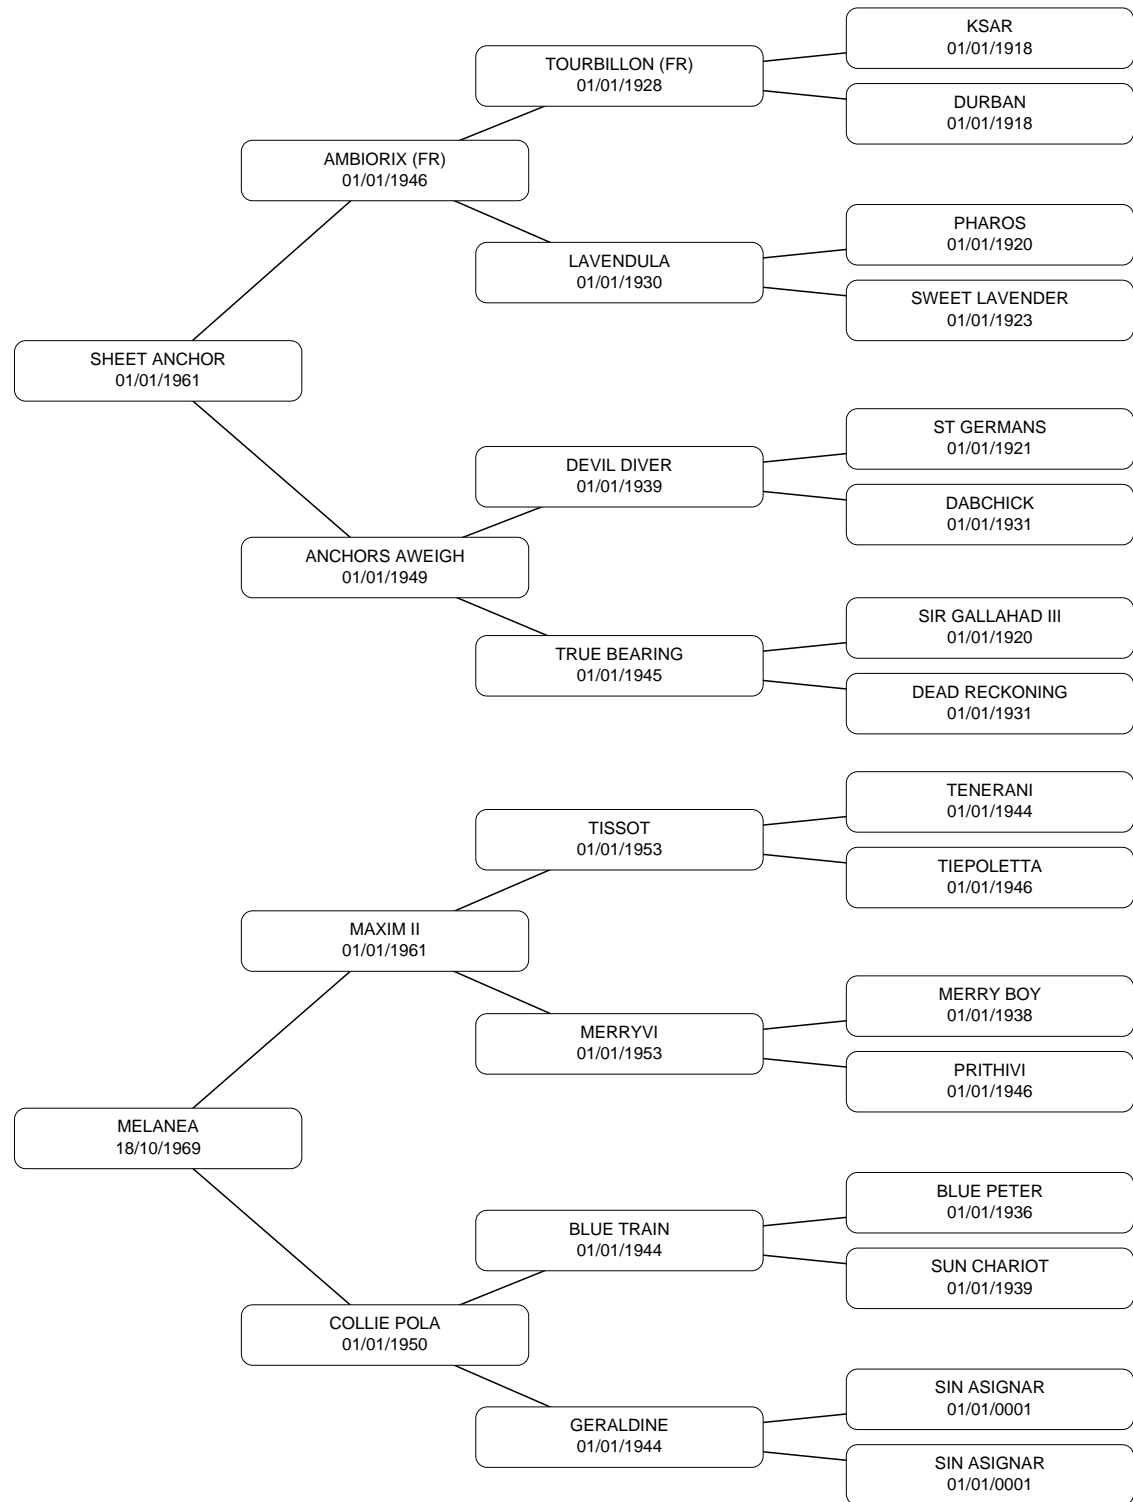 KSAR
01/01/1918
TOURBILLON (FR)
01/01/1928
DURBAN
01/01/1918
AMBIORIX (FR)
01/01/1946
PHAROS
01/01/1920
LAVENDULA
01/01/1930
SWEET LAVENDER
01/01/1923
SHEET ANCHOR
01/01/1961
ST GERMANS
01/01/1921
DEVIL DIVER
01/01/1939
DABCHICK
01/01/1931
ANCHORS AWEIGH
01/01/1949
SIR GALLAHAD III
01/01/1920
TRUE BEARING
01/01/1945
DEAD RECKONING
01/01/1931
TENERANI
01/01/1944
TISSOT
01/01/1953
TIEPOLETTA
01/01/1946
MAXIM II
01/01/1961
MERRY BOY
01/01/1938
MERRYVI
01/01/1953
PRITHIVI
01/01/1946
MELANEA
18/10/1969
BLUE PETER
01/01/1936
BLUE TRAIN
01/01/1944
SUN CHARIOT
01/01/1939
COLLIE POLA
01/01/1950
SIN ASIGNAR
01/01/0001
GERALDINE
01/01/1944
SIN ASIGNAR
01/01/0001